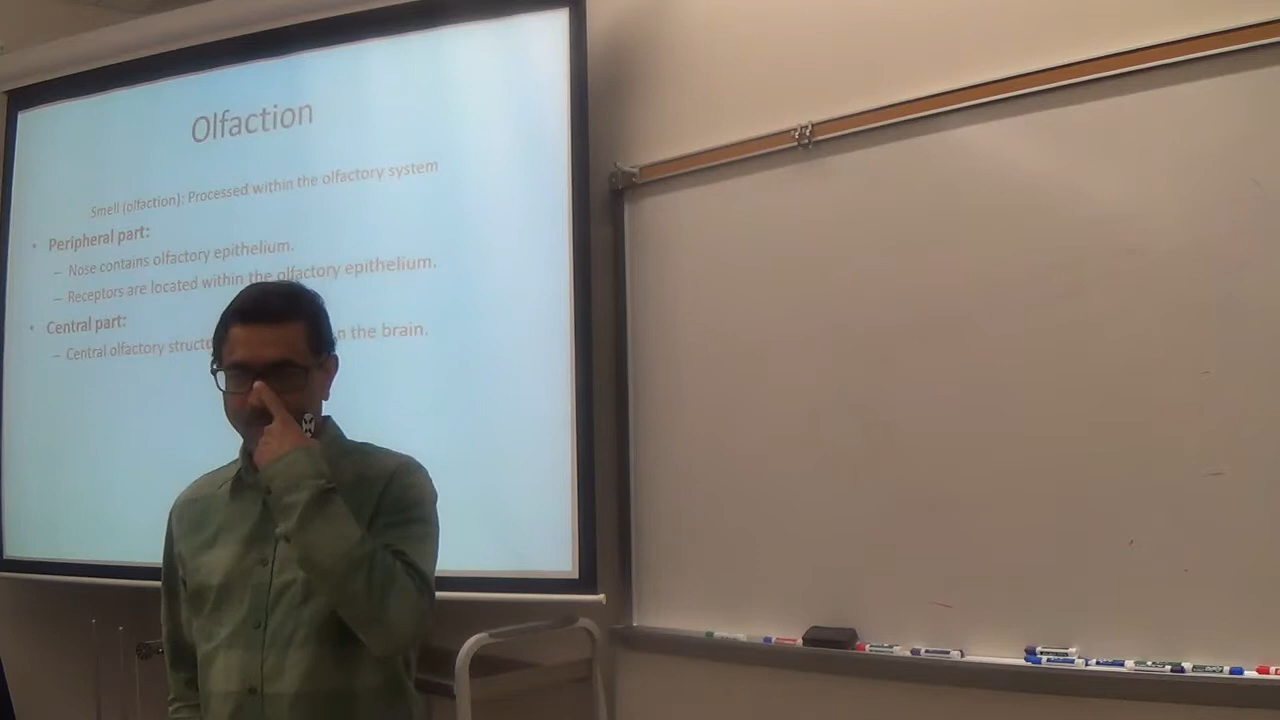 Olfaction
Smell (olfaction): Processed within the olfactory system
• Peripheral part:
– Nose contains olfactory epithelium.
– Receptors are located within the olfactory epithelium.
• Central part:
– Central olfactory the brain.